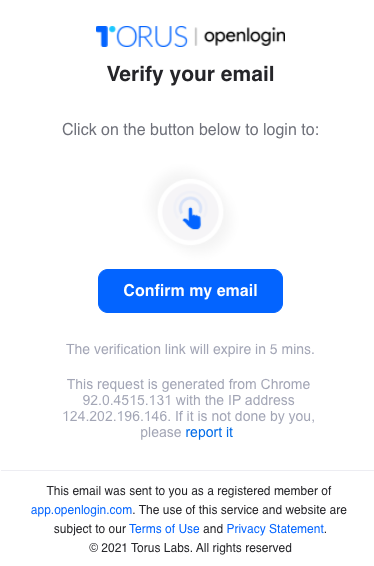 TORUS | openlogin
Verify your email
Click on the button below to login to:
Confirm my email
The verification link will expire in 5 mins.
This request is generated from Chrome
92.0.4515.131 with the IP address
124.202.196.146. If it is not done by you,
please report it
This email was sent to you as a registered member of
app.openlogin.com. The use of this service and website are
subject to our Terms of Use and Privacy Statement.
© 2021 Torus Labs. All rights reserved